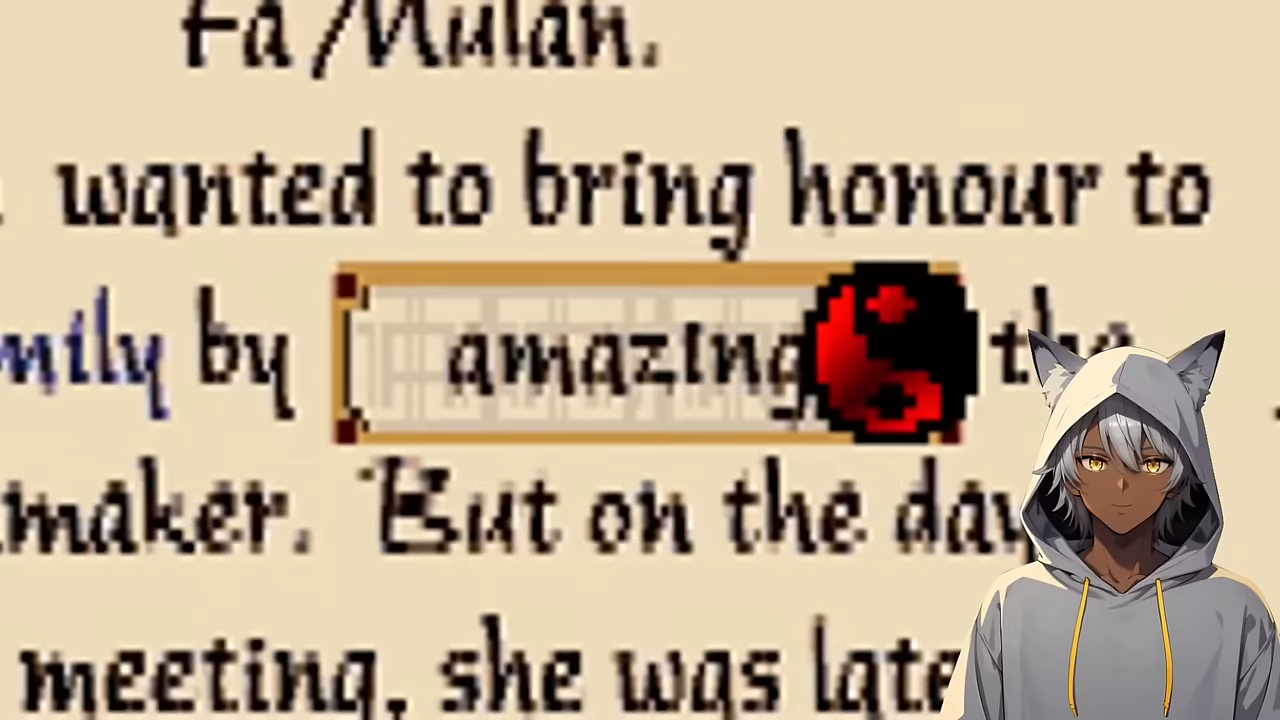 Fa Mulan.
wanted to bring honour to
mily by amazing the
maker. But on the day
meeting, she was late